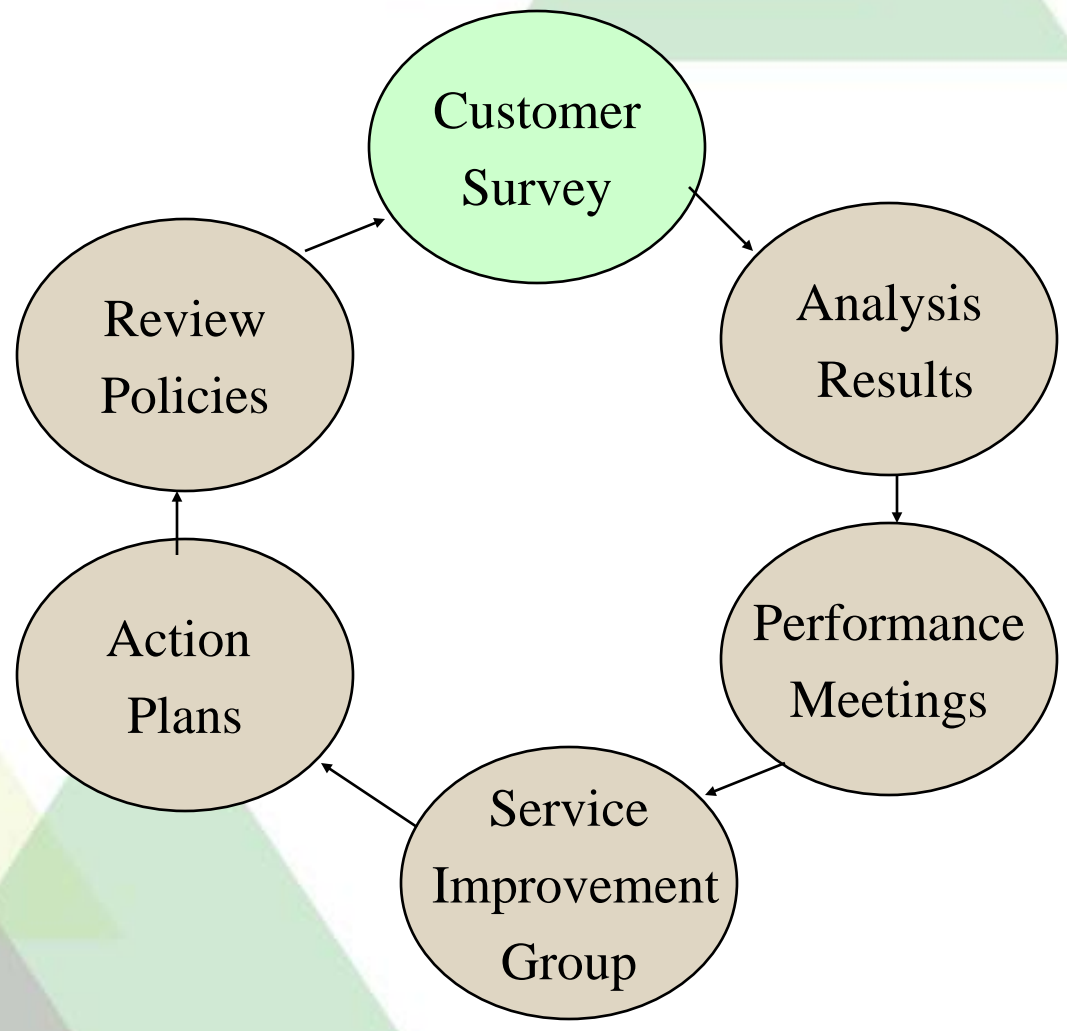 Customer
Survey
Analysis
Results
Performance
Meetings
Service
Improvement
Group
Action
Plans
Review
Policies